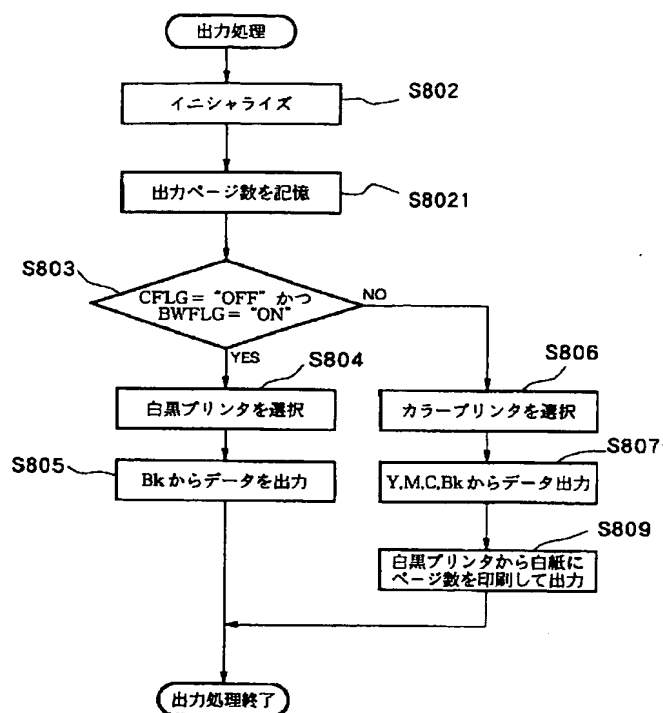 出力処理
S802
イニシャライズ
出力ページ数を記憶
S8021
S803
CFLG = “OFF” かつ
BWFLG = “ON”
NO
YES
S804
白黒プリンタを選択
S806
カラープリンタを選択
S805
Bkからデータを出力
S807
Y,M,C,Bkからデータ出力
S809
白黒プリンタから白紙に
ページ数を印刷して出力
出力処理終了